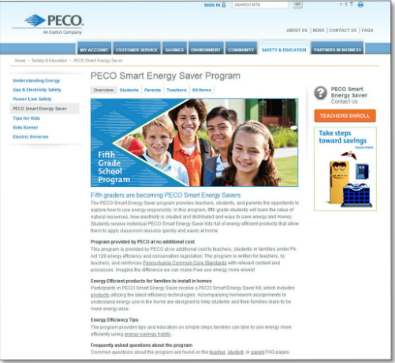 SIGN IN SEARCH SITE GO
PECO.
An Exelon Company
ABOUT US | NEWS | CONTACT US | FAQS
MY ACCOUNT CUSTOMER SERVICE SAVINGS ENVIRONMENT COMMUNITY SAFETY & EDUCATION PARTNERS IN BUSINESS
Home Safety & Education PECO Smart Energy Saver
Understanding Energy
Gas & Electricity Safety
Power Line Safety
PECO Smart Energy Saver
Tips for Kids
Kids Korner
Electric Universe
PECO Smart Energy Saver Program
Overview Students Parents Teachers Kit Items
Fifth
Grade
School
Program
Fifth graders are becoming PECO Smart Energy Savers
The PECO Smart Energy Saver program provides teachers, students, and parents the opportunity to
explore how to use energy responsibly. In this program, fifth grade students will learn the value of
natural resources, how electricity is created and distributed and ways to save energy and money.
Students receive individual PECO Smart Energy Saver Kits full of energy efficient products that allow
them to apply classroom lessons quickly and easily at home.
Program provided by PECO at no additional cost
This program is provided by PECO at no additional cost to teachers, students or families under PA
Act 129 energy efficiency and conservation legislation. The program is written for teachers, by
teachers, and reinforces Pennsylvania Common Core Standards with relevant content and
processes. Imagine the difference we can make if we use energy more wisely!
Energy Efficient products for families to install in homes
Participants in PECO Smart Energy Saver receive a PECO Smart Energy Saver Kit, which includes
products utilizing the latest efficiency technologies. Accompanying homework assignments to
understand energy use in the home are designed to help students and their families learn to be
more energy wise.
Energy Efficiency Tips
The program provides tips and education on simple steps families can take to use energy more
efficiently using energy-savings habits.
Frequently asked questions about the program
Common questions about the program are found on the teacher, student, or parent FAQ pages.
PECO Smart
Energy Saver
Contact Us
TEACHERS ENROLL
Take steps
toward savings